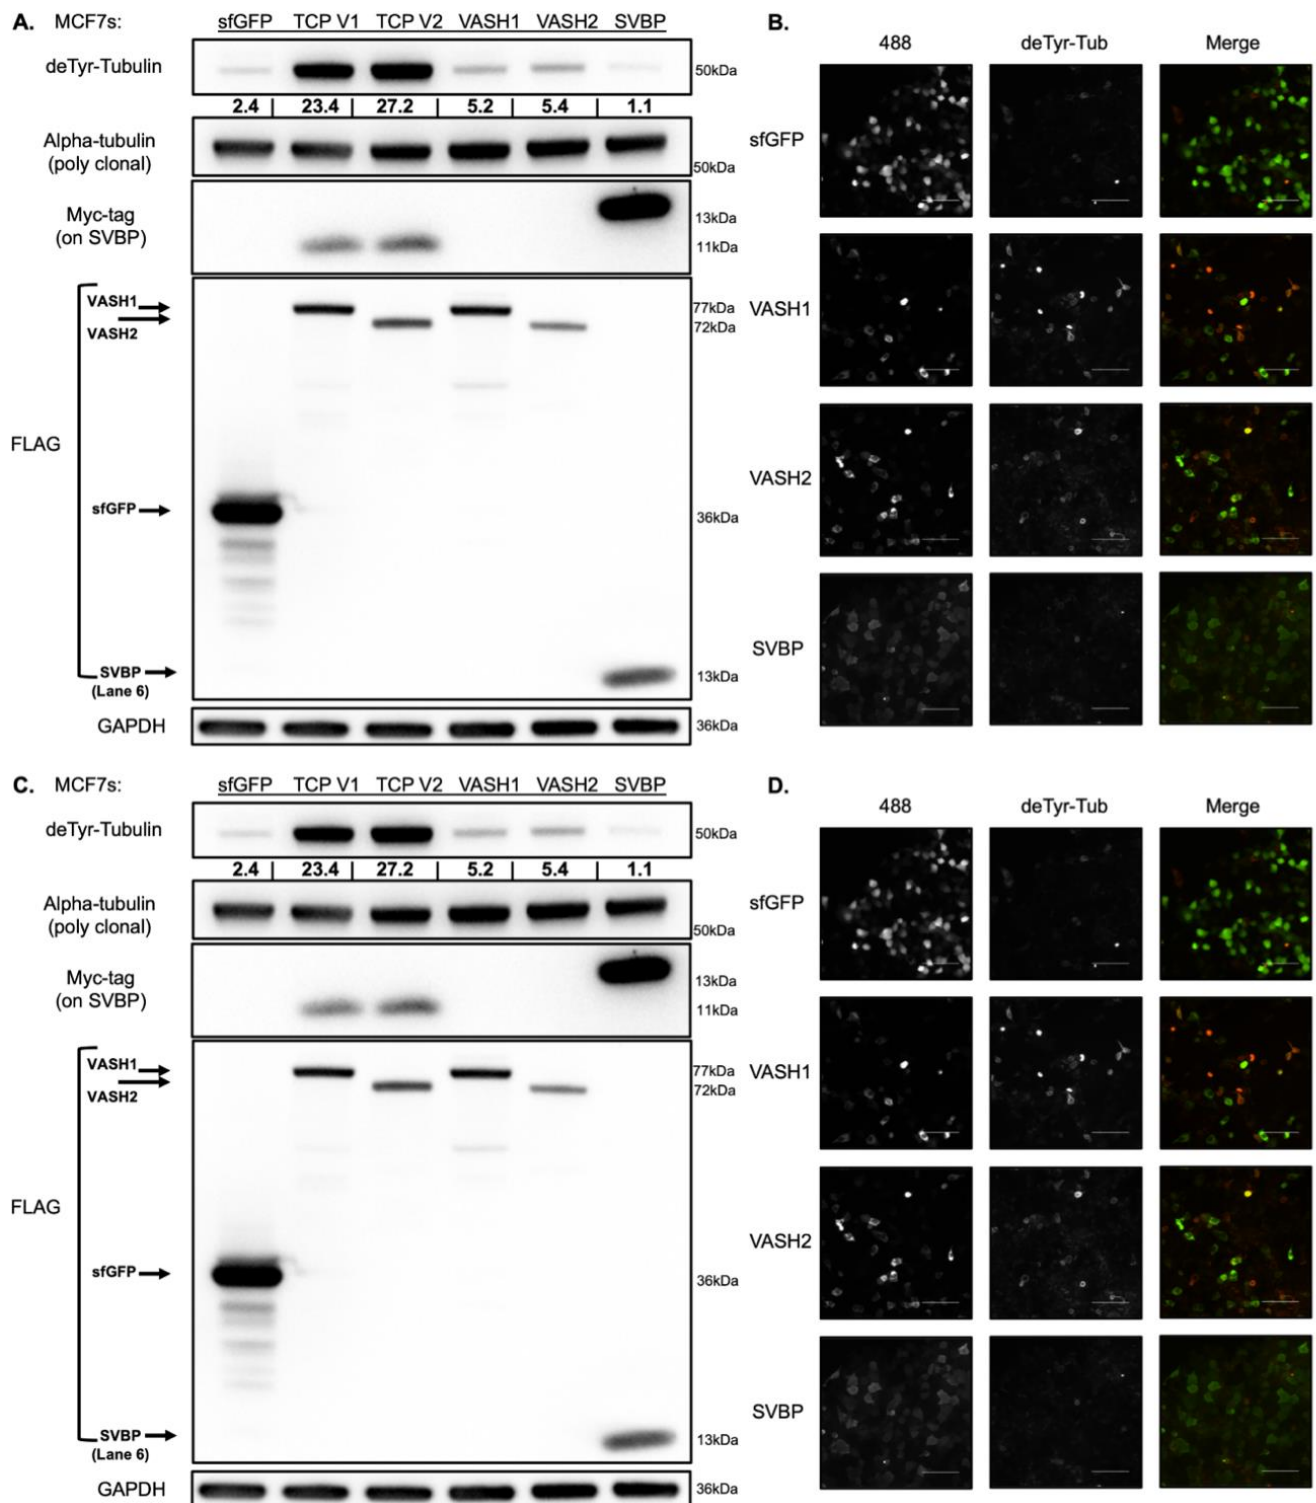 A. MCF7s: sfGFP TCP V1 TCP V2 VASH1 VASH2 SVBP
deTyr-Tubulin 50kDa
2.4 | 23.4 | 27.2 | 5.2 | 5.4 | 1.1
Alpha-tubulin
(poly clonal) 50kDa
Myc-tag 13kDa
(on SVBP) 11kDa
VASH1 77kDa
VASH2 72kDa
FLAG
sfGFP 36kDa
SVBP 13kDa
(Lane 6)
GAPDH 36kDa
B.
488 deTyr-Tub Merge
sfGFP
VASH1
VASH2
SVBP
C. MCF7s: sfGFP TCP V1 TCP V2 VASH1 VASH2 SVBP
deTyr-Tubulin 50kDa
2.4 | 23.4 | 27.2 | 5.2 | 5.4 | 1.1
Alpha-tubulin
(poly clonal) 50kDa
Myc-tag 13kDa
(on SVBP) 11kDa
VASH1 77kDa
VASH2 72kDa
FLAG
sfGFP 36kDa
SVBP 13kDa
(Lane 6)
GAPDH 36kDa
D.
488 deTyr-Tub Merge
sfGFP
VASH1
VASH2
SVBP